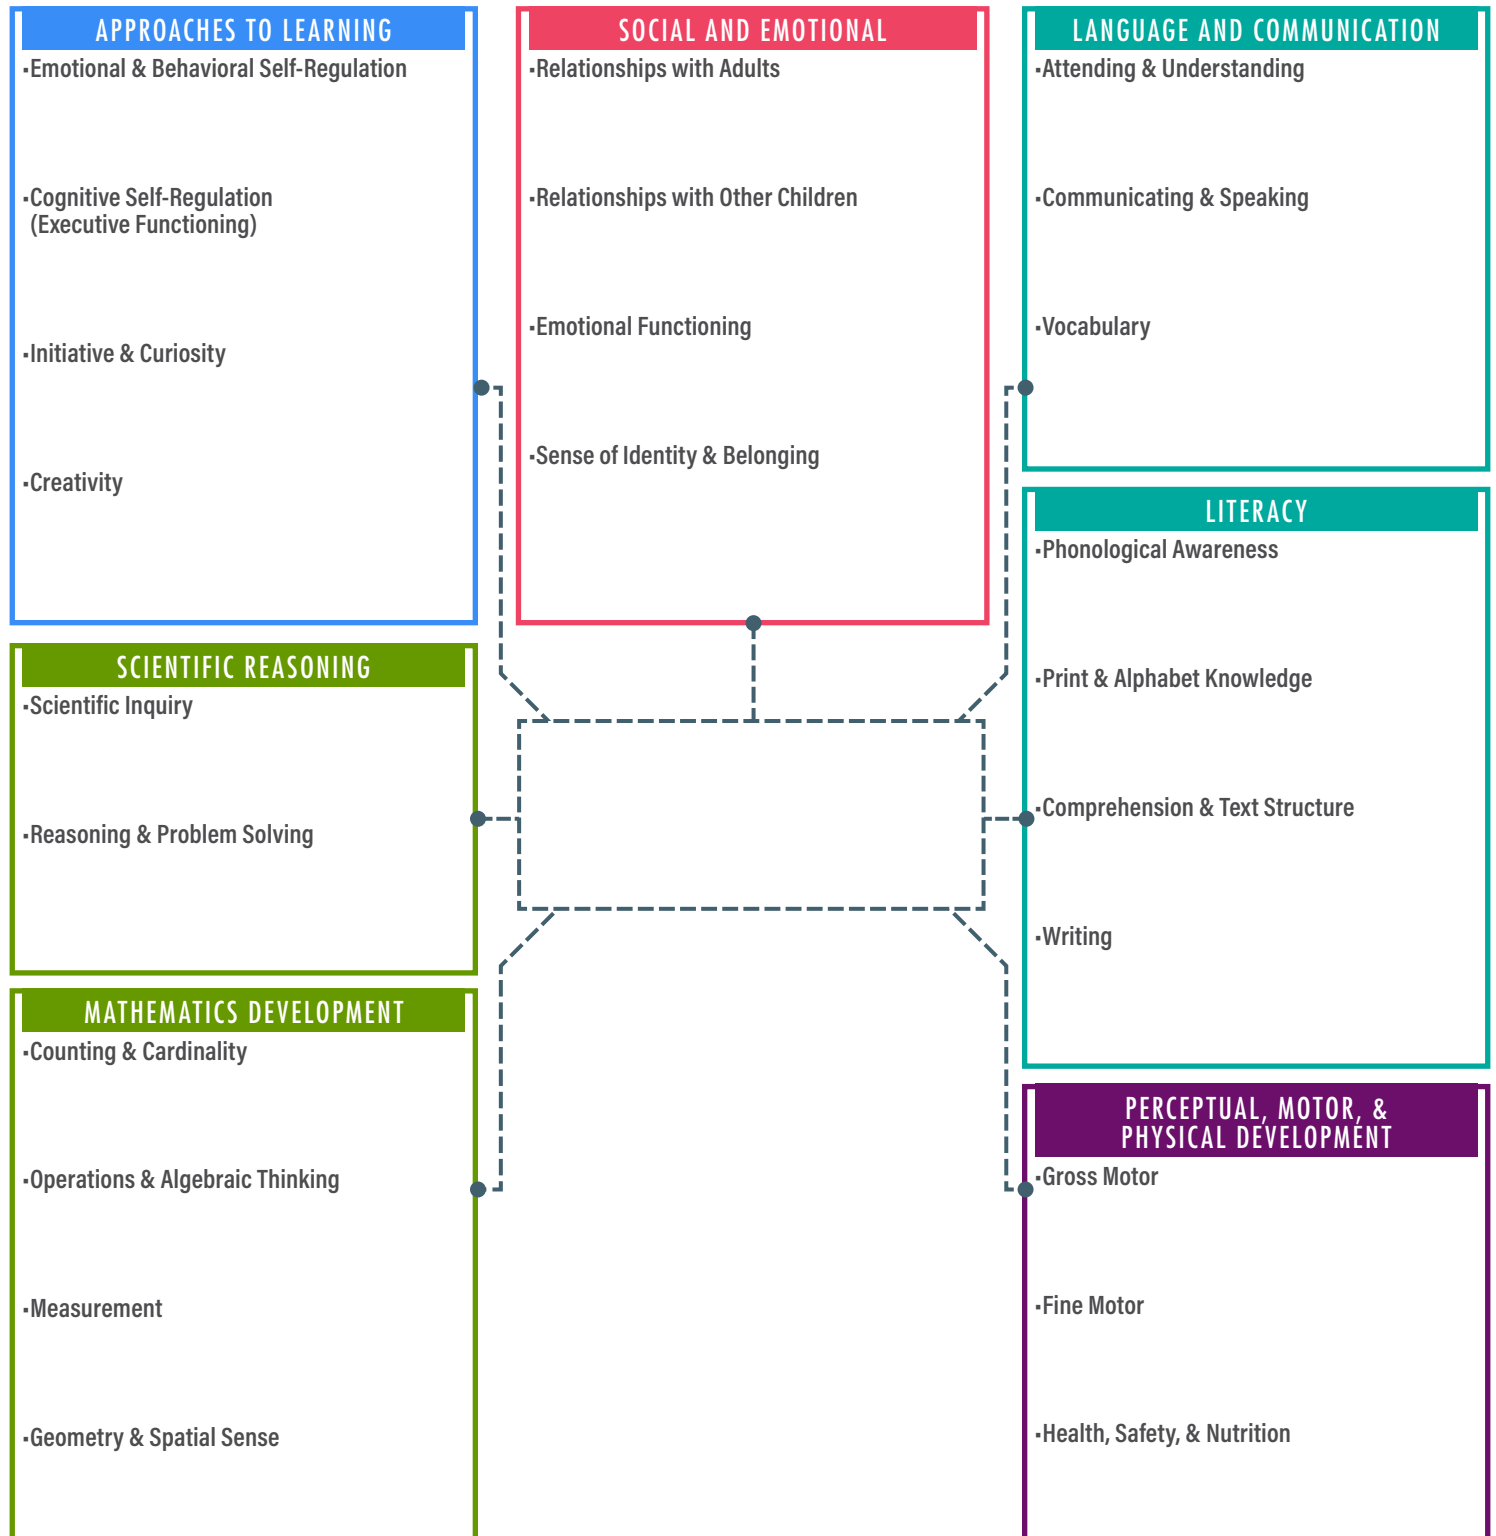 APPROACHES TO LEARNING
▪Emotional & Behavioral Self-Regulation
▪Cognitive Self-Regulation
(Executive Functioning)
▪Initiative & Curiosity
▪Creativity
SOCIAL AND EMOTIONAL
▪Relationships with Adults
▪Relationships with Other Children
▪Emotional Functioning
▪Sense of Identity & Belonging
LANGUAGE AND COMMUNICATION
▪Attending & Understanding
▪Communicating & Speaking
▪Vocabulary
LITERACY
▪Phonological Awareness
▪Print & Alphabet Knowledge
▪Comprehension & Text Structure
▪Writing
SCIENTIFIC REASONING
▪Scientific Inquiry
▪Reasoning & Problem Solving
MATHEMATICS DEVELOPMENT
▪Counting & Cardinality
▪Operations & Algebraic Thinking
▪Measurement
▪Geometry & Spatial Sense
PERCEPTUAL, MOTOR, &
PHYSICAL DEVELOPMENT
▪Gross Motor
▪Fine Motor
▪Health, Safety, & Nutrition